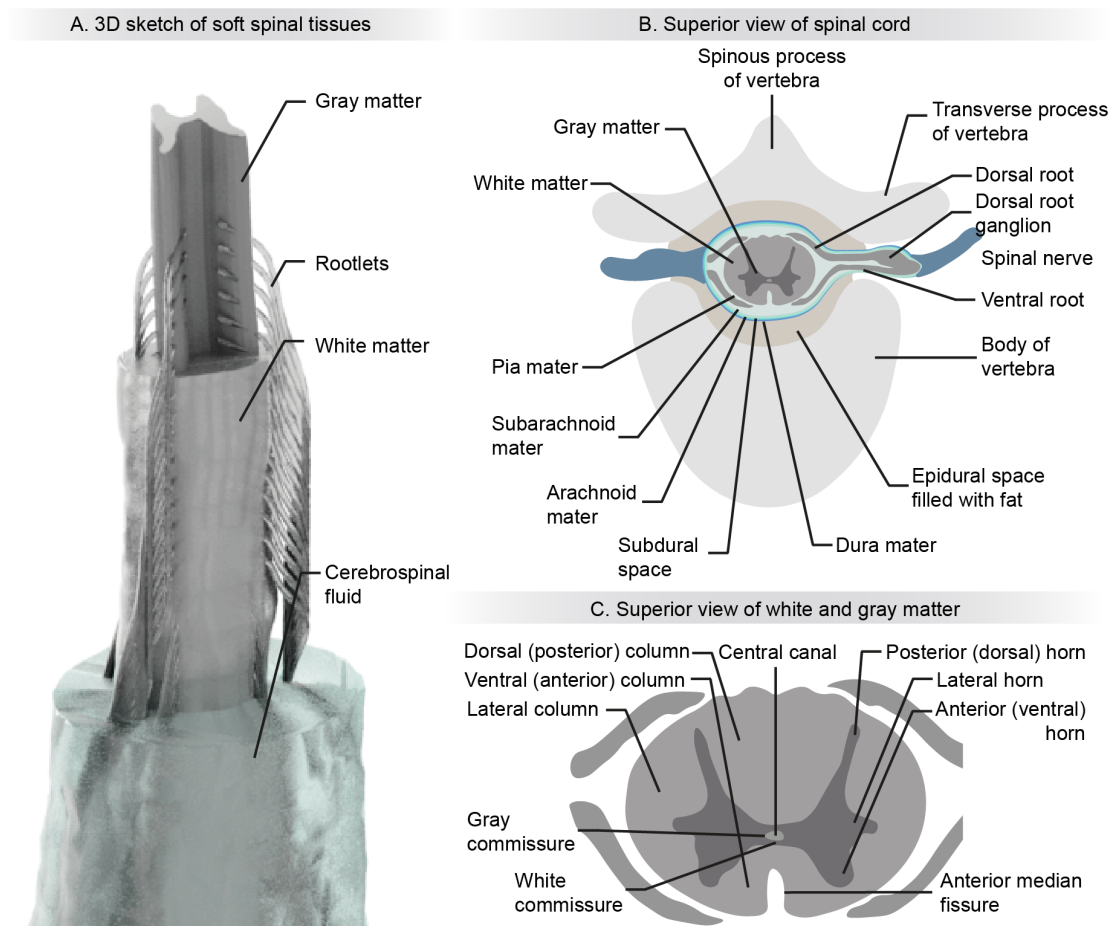 A. 3D sketch of soft spinal tissues
Gray matter
Rootlets
White matter
Cerebrospinal
fluid
B. Superior view of spinal cord
Spinous process
of vertebra
Gray matter
White matter
Transverse process
of vertebra
Dorsal root
Dorsal root
ganglion
Spinal nerve
Ventral root
Body of
vertebra
Pia mater
Subarachnoid
mater
Arachnoid
mater
Subdural
space
Dura mater
Epidural space
filled with fat
C. Superior view of white and gray matter
Dorsal (posterior) column
Ventral (anterior) column
Lateral column
Central canal
Posterior (dorsal) horn
Lateral horn
Anterior (ventral)
horn
Gray
commissure
White
commissure
Anterior median
fissure